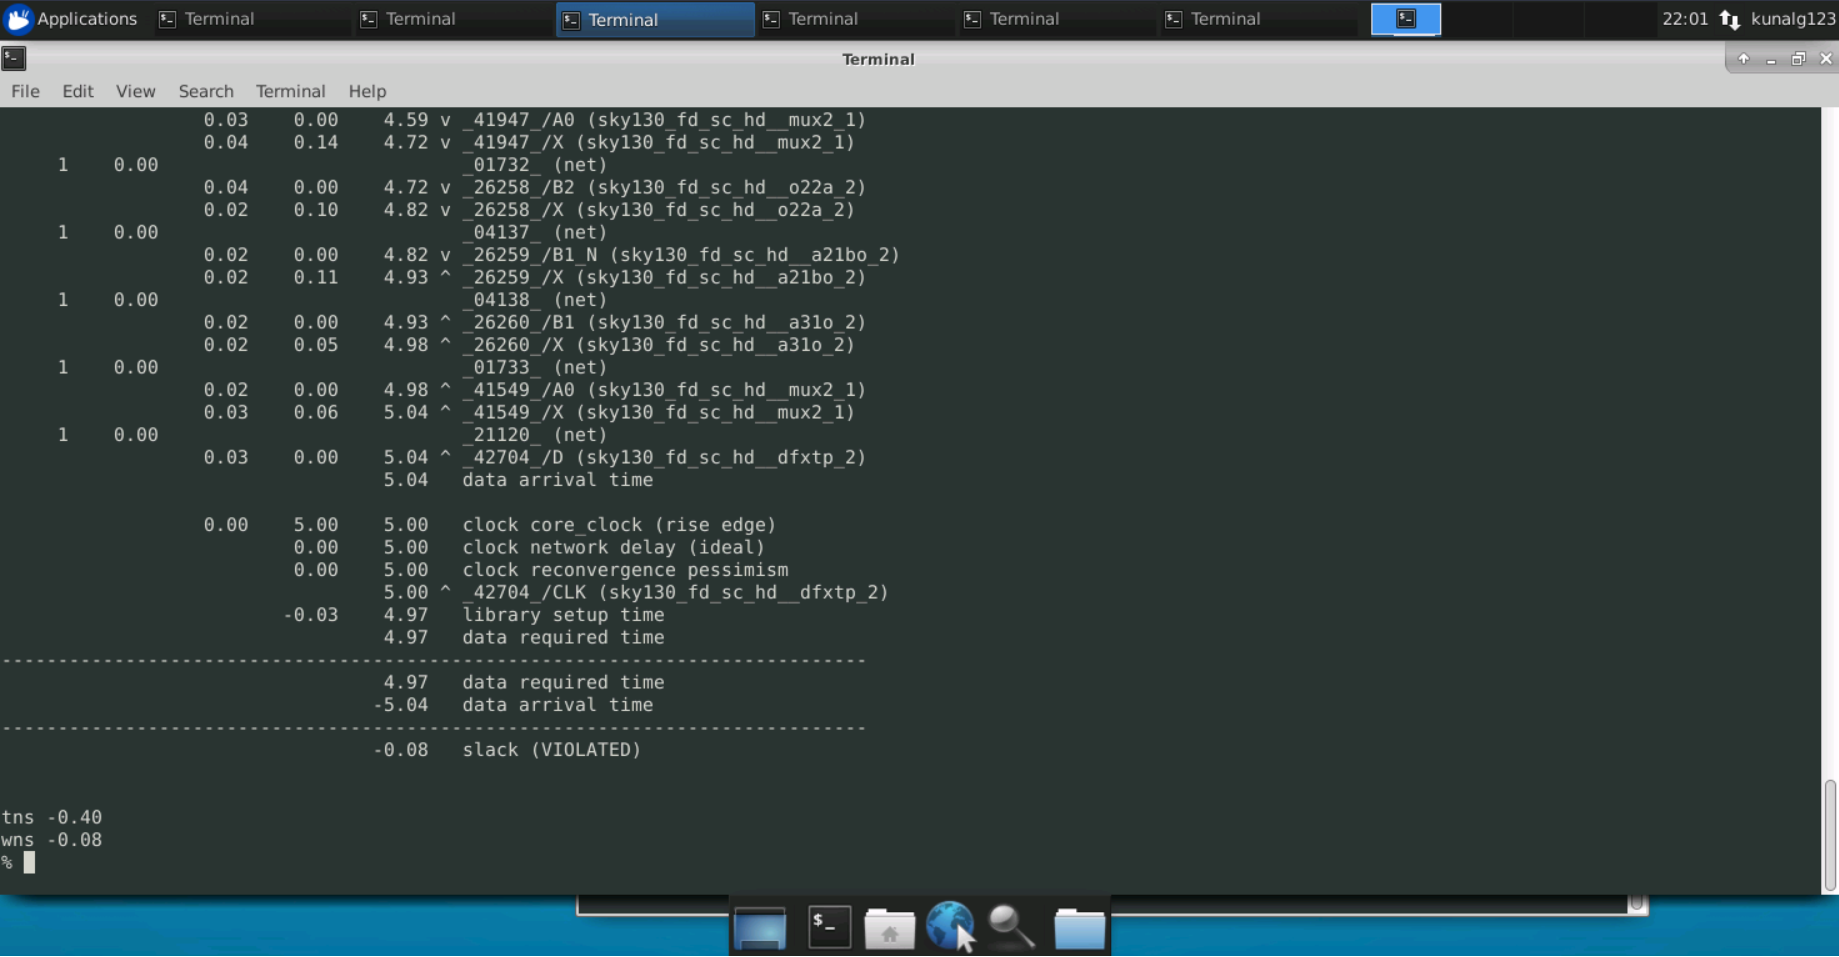 Applications Terminal Terminal Terminal Terminal Terminal Terminal 22:01 kunalg123
Terminal
File Edit View Search Terminal Help
0.03 0.00 4.59 v _41947_/A0 (sky130_fd_sc_hd__mux2_1)
0.04 0.14 4.72 v _41947_/X (sky130_fd_sc_hd__mux2_1)
1 0.00 _01732_ (net)
0.04 0.00 4.72 v _26258_/B2 (sky130_fd_sc_hd__o22a_2)
0.02 0.10 4.82 v _26258_/X (sky130_fd_sc_hd__o22a_2)
1 0.00 _04137_ (net)
0.02 0.00 4.82 v _26259_/B1_N (sky130_fd_sc_hd__a21bo_2)
0.02 0.11 4.93 ^ _26259_/X (sky130_fd_sc_hd__a21bo_2)
1 0.00 _04138_ (net)
0.02 0.00 4.93 ^ _26260_/B1 (sky130_fd_sc_hd__a31o_2)
0.02 0.05 4.98 ^ _26260_/X (sky130_fd_sc_hd__a31o_2)
1 0.00 _01733_ (net)
0.02 0.00 4.98 ^ _41549_/A0 (sky130_fd_sc_hd__mux2_1)
0.03 0.06 5.04 ^ _41549_/X (sky130_fd_sc_hd__mux2_1)
1 0.00 _21120_ (net)
0.03 0.00 5.04 ^ _42704_/D (sky130_fd_sc_hd__dfxtp_2)
5.04 data arrival time
0.00 5.00 5.00 clock core_clock (rise edge)
0.00 5.00 clock network delay (ideal)
0.00 5.00 clock reconvergence pessimism
5.00 ^ _42704_/CLK (sky130_fd_sc_hd__dfxtp_2)
-0.03 4.97 library setup time
4.97 data required time
-----------------------------------------------------------------------------
4.97 data required time
-5.04 data arrival time
-----------------------------------------------------------------------------
-0.08 slack (VIOLATED)
tns -0.40
wns -0.08
%